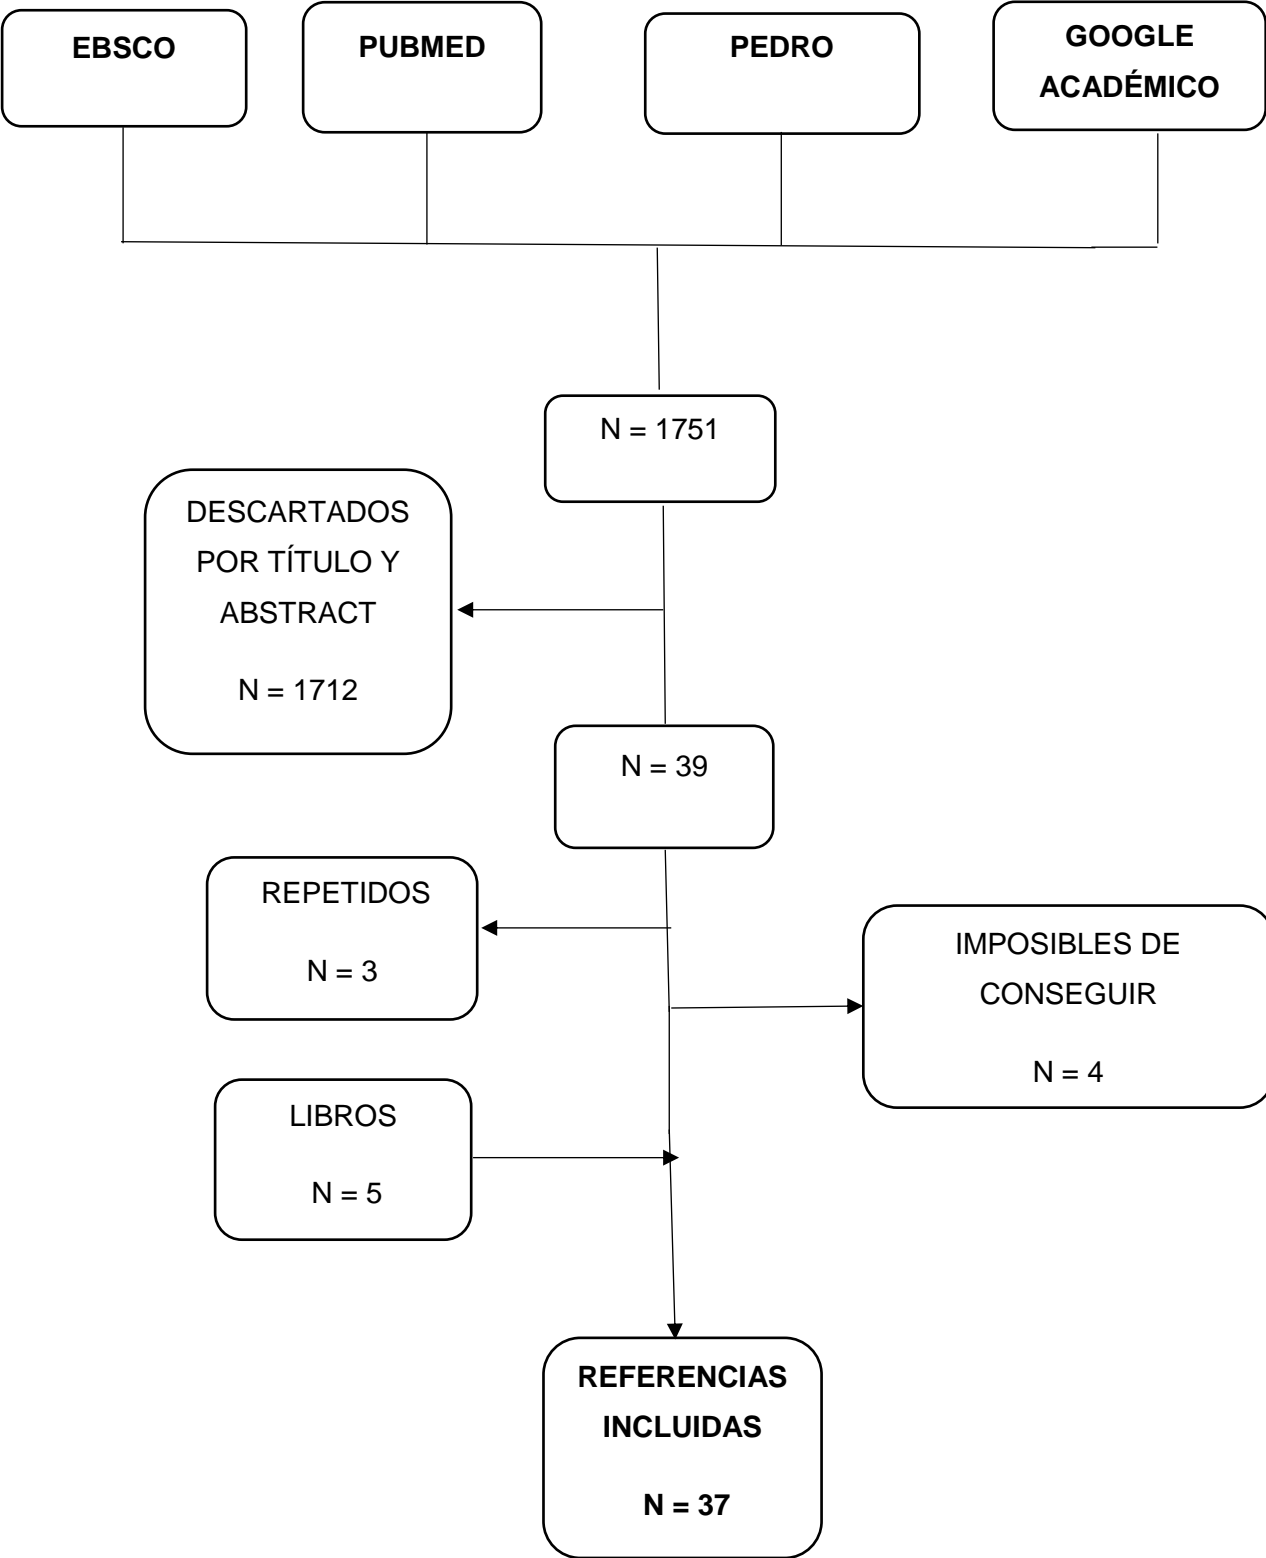 EBSCO
PUBMED
PEDRO
GOOGLE
ACADÉMICO
N = 1751
DESCARTADOS
POR TÍTULO Y
ABSTRACT
N = 1712
N = 39
REPETIDOS
N = 3
IMPOSIBLES DE
CONSEGUIR
N = 4
LIBROS
N = 5
REFERENCIAS
INCLUIDAS
N = 37